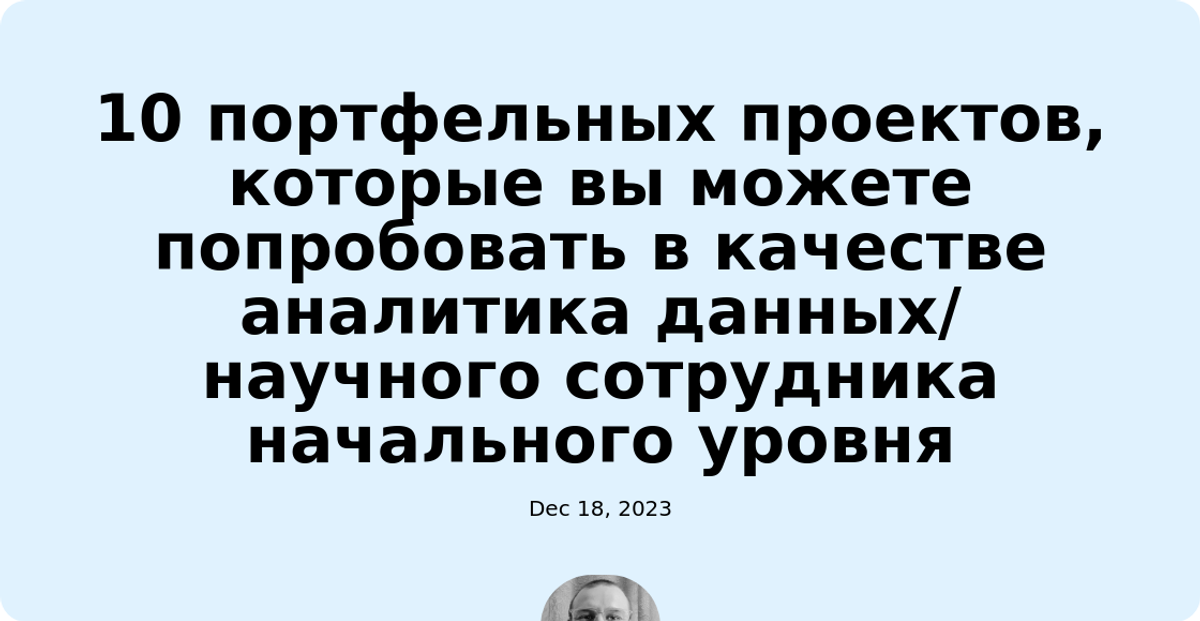 10 портфельных проектов,
которые вы можете
попробовать в качестве
аналитика данных/
научного сотрудника
начального уровня
Dec 18, 2023